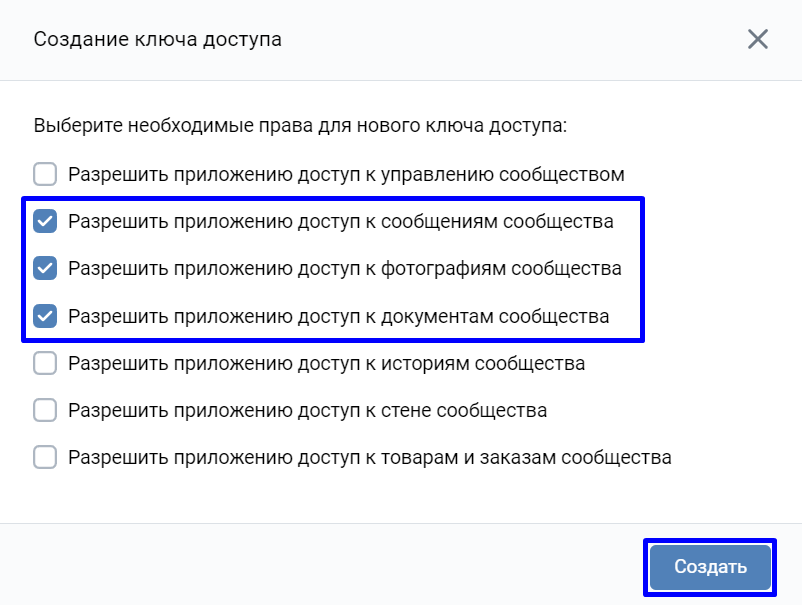 Создание ключа доступа
Выберите необходимые права для нового ключа доступа:
Разрешить приложению доступ к управлению сообществом
Разрешить приложению доступ к сообщениям сообщества
Разрешить приложению доступ к фотографиям сообщества
Разрешить приложению доступ к документам сообщества
Разрешить приложению доступ к историям сообщества
Разрешить приложению доступ к стене сообщества
Разрешить приложению доступ к товарам и заказам сообщества
Создать